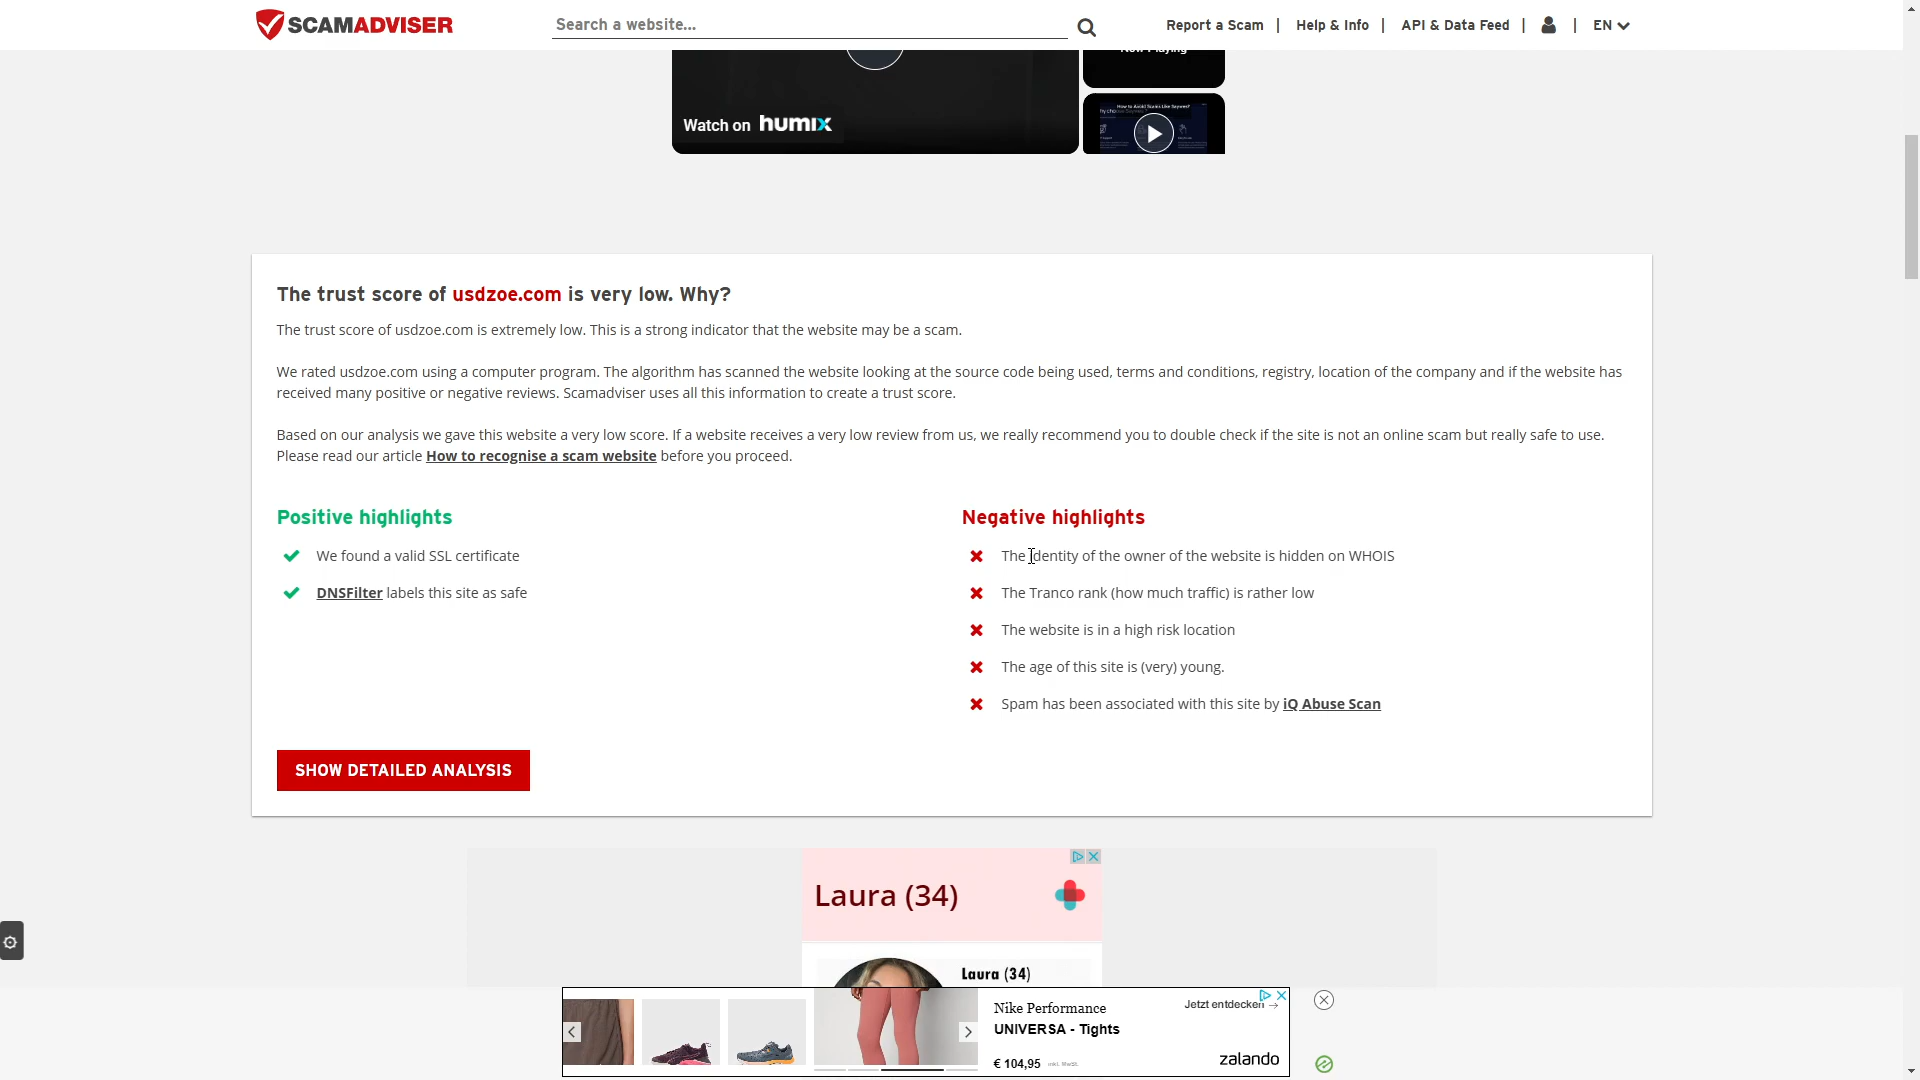 SCAMADVISER
Search a website...
Report a Scam | Help & Info | API & Data Feed | | EN
Now Playing
Watch on humix
How to Avoid Scams Like
The trust score of usdzoe.com is very low. Why?
The trust score of usdzoe.com is extremely low. This is a strong indicator that the website may be a scam.
We rated usdzoe.com using a computer program. The algorithm has scanned the website looking at the source code being used, terms and conditions, registry, location of the company and if the website has
received many positive or negative reviews. Scamadviser uses all this information to create a trust score.
Based on our analysis we gave this website a very low score. If a website receives a very low review from us, we really recommend you to double check if the site is not an online scam but really safe to use.
Please read our article How to recognise a scam website before you proceed.
Positive highlights
We found a valid SSL certificate
DNSFilter labels this site as safe
Negative highlights
The identity of the owner of the website is hidden on WHOIS
The Tranco rank (how much traffic) is rather low
The website is in a high risk location
The age of this site is (very) young.
Spam has been associated with this site by iQ Abuse Scan
SHOW DETAILED ANALYSIS
Laura (34)
Laura (34)
Nike Performance
UNIVERSA - Tights
€ 104,95 inkl. MwSt.
Jetzt entdecken →
zalando